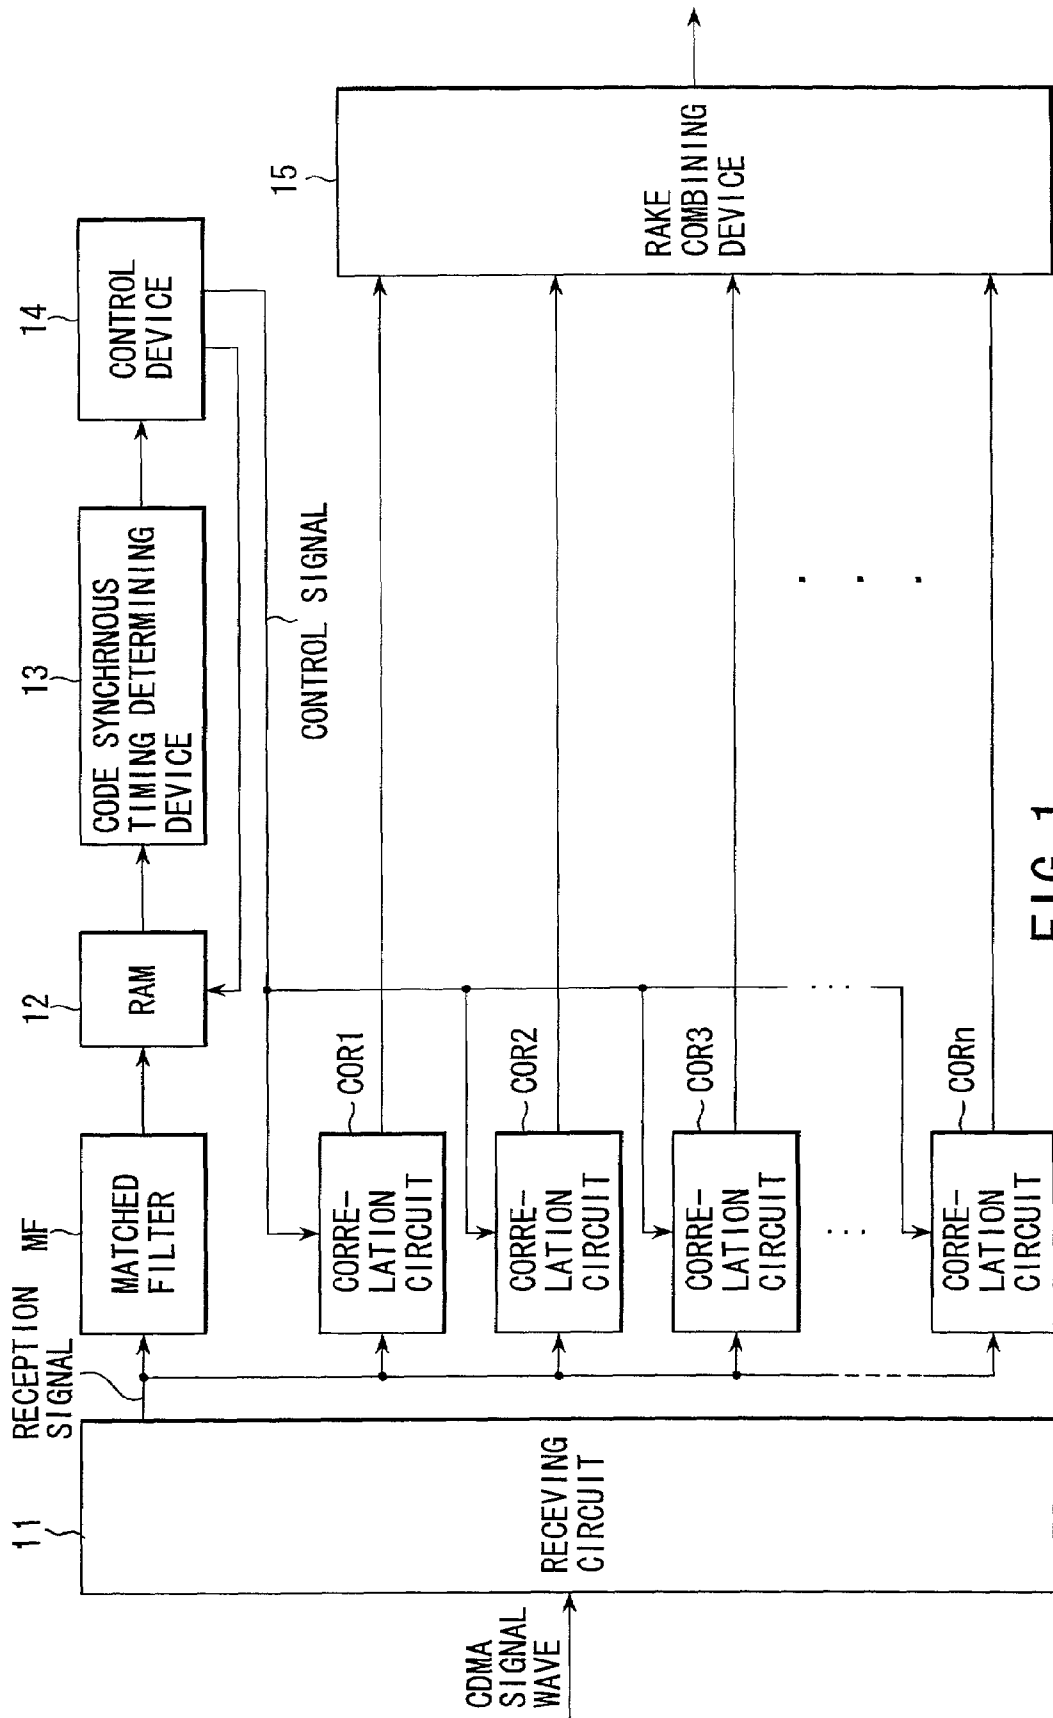 CDMA
SIGNAL
WAVE
11
RECEVING
CIRCUIT
RECEPTION
SIGNAL
MF
MATCHED
FILTER
12
RAM
13
CODE SYNCHRNOUS
TIMING DETERMINING
DEVICE
14
CONTROL
DEVICE
CONTROL SIGNAL
CORRE-
LATION
CIRCUIT
COR1
CORRE-
LATION
CIRCUIT
COR2
CORRE-
LATION
CIRCUIT
COR3
CORRE-
LATION
CIRCUIT
CORn
15
RAKE
COMBINING
DEVICE
FIG. 1